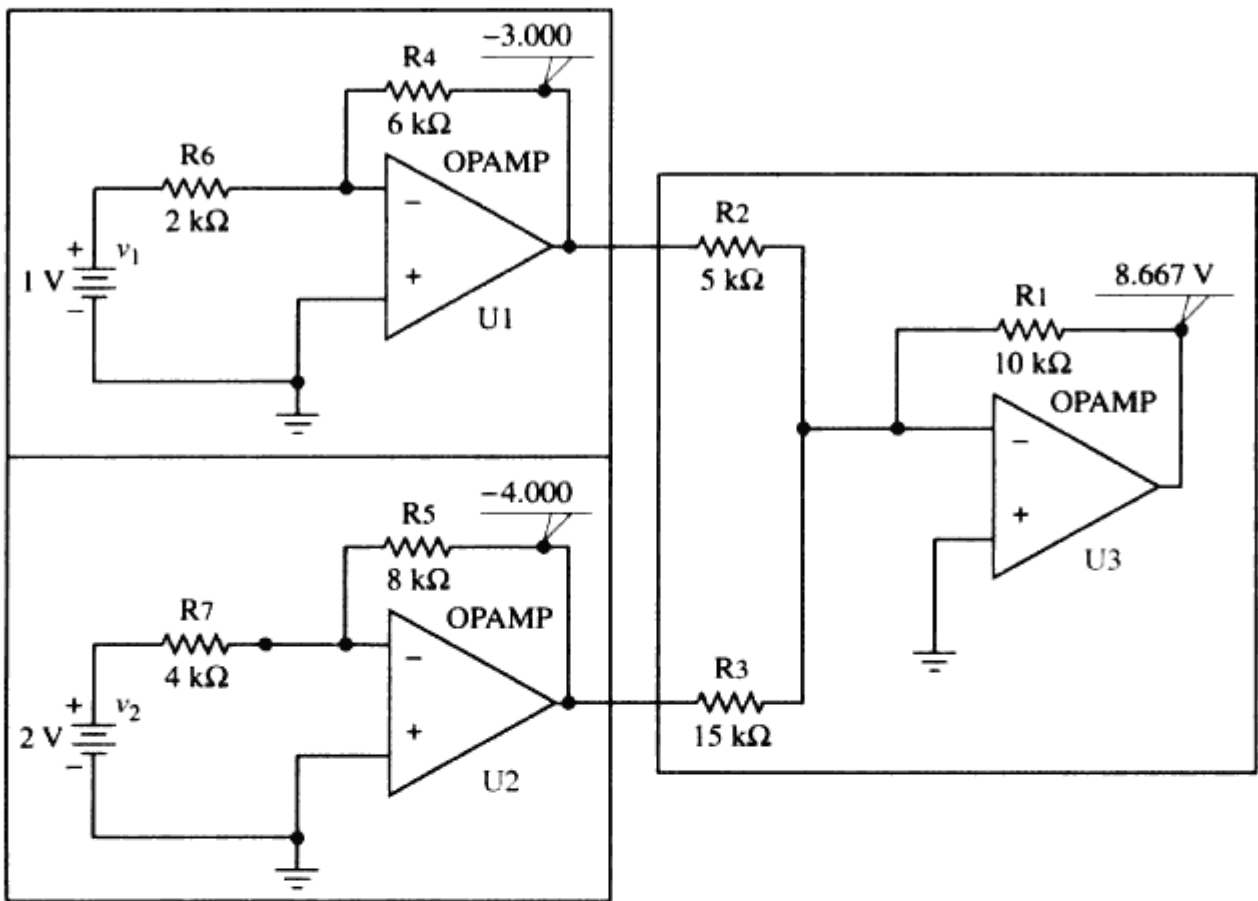 -3.000
R4
6 kΩ
OPAMP
R6
2 kΩ
−
+
v1
1 V
+
−
U1
-4.000
R5
8 kΩ
OPAMP
R7
4 kΩ
−
+
v2
2 V
+
−
U2
R2
5 kΩ
R3
15 kΩ
8.667 V
R1
10 kΩ
OPAMP
−
+
U3